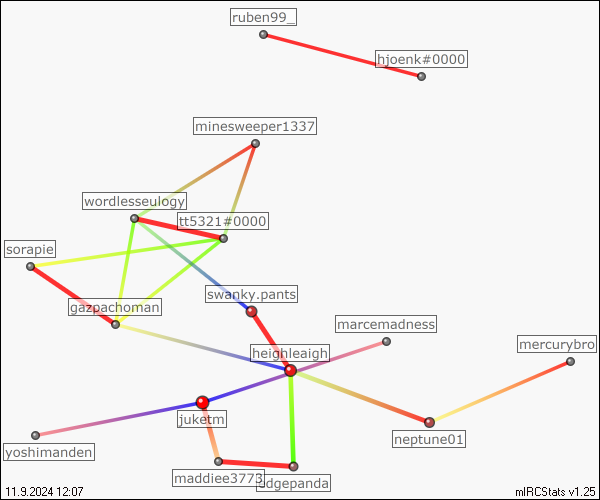 ruben99_
hjoenk#0000
minesweeper1337
wordlesseulogy
tt5321#0000
sorapie
swanky.pants
gazpachoman
marcemadness
mercurybro
heighleaigh
juketm
neptune01
yoshimanden
maddiee3773
dgepanda
11.9.2024 12:07
mIRCStats v1.25